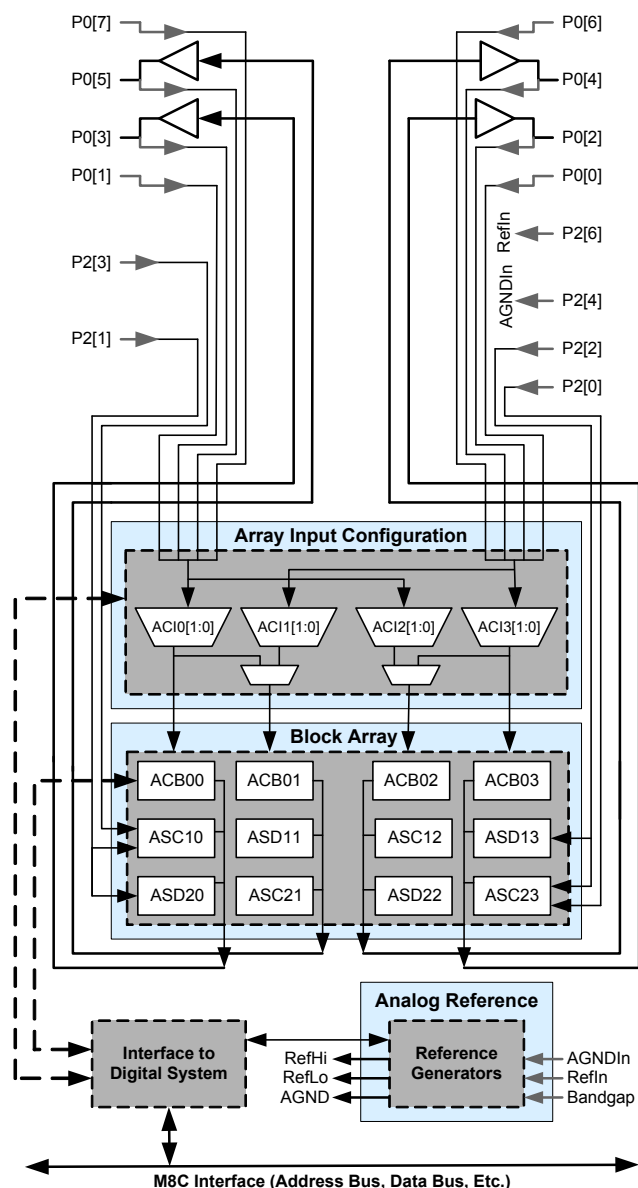 P0[7]
P0[6]
P0[5]
P0[4]
P0[3]
P0[2]
P0[1]
P0[0]
RefIn
P2[6]
P2[3]
AGNDIn
P2[4]
P2[1]
P2[2]
P2[0]
Array Input Configuration
ACI0[1:0]
ACI1[1:0]
ACI2[1:0]
ACI3[1:0]
Block Array
ACB00
ACB01
ACB02
ACB03
ASC10
ASD11
ASC12
ASD13
ASD20
ASC21
ASD22
ASC23
Analog Reference
Interface to
Digital System
RefHi
RefLo
AGND
Reference
Generators
AGNDIn
RefIn
Bandgap
M8C Interface (Address Bus, Data Bus, Etc.)